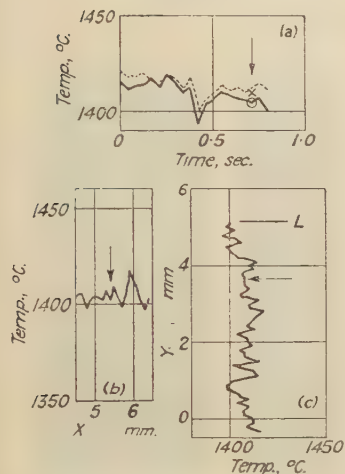 1450
(a)
Temp., °C.
1400
0 0·5 1·0
Time, sec.
1450
Temp., °C.
1400
1350
(b)
5 6
X mm.
6
L
4
mm
2
Y.
0
(c)
1400 1450
Temp., °C.